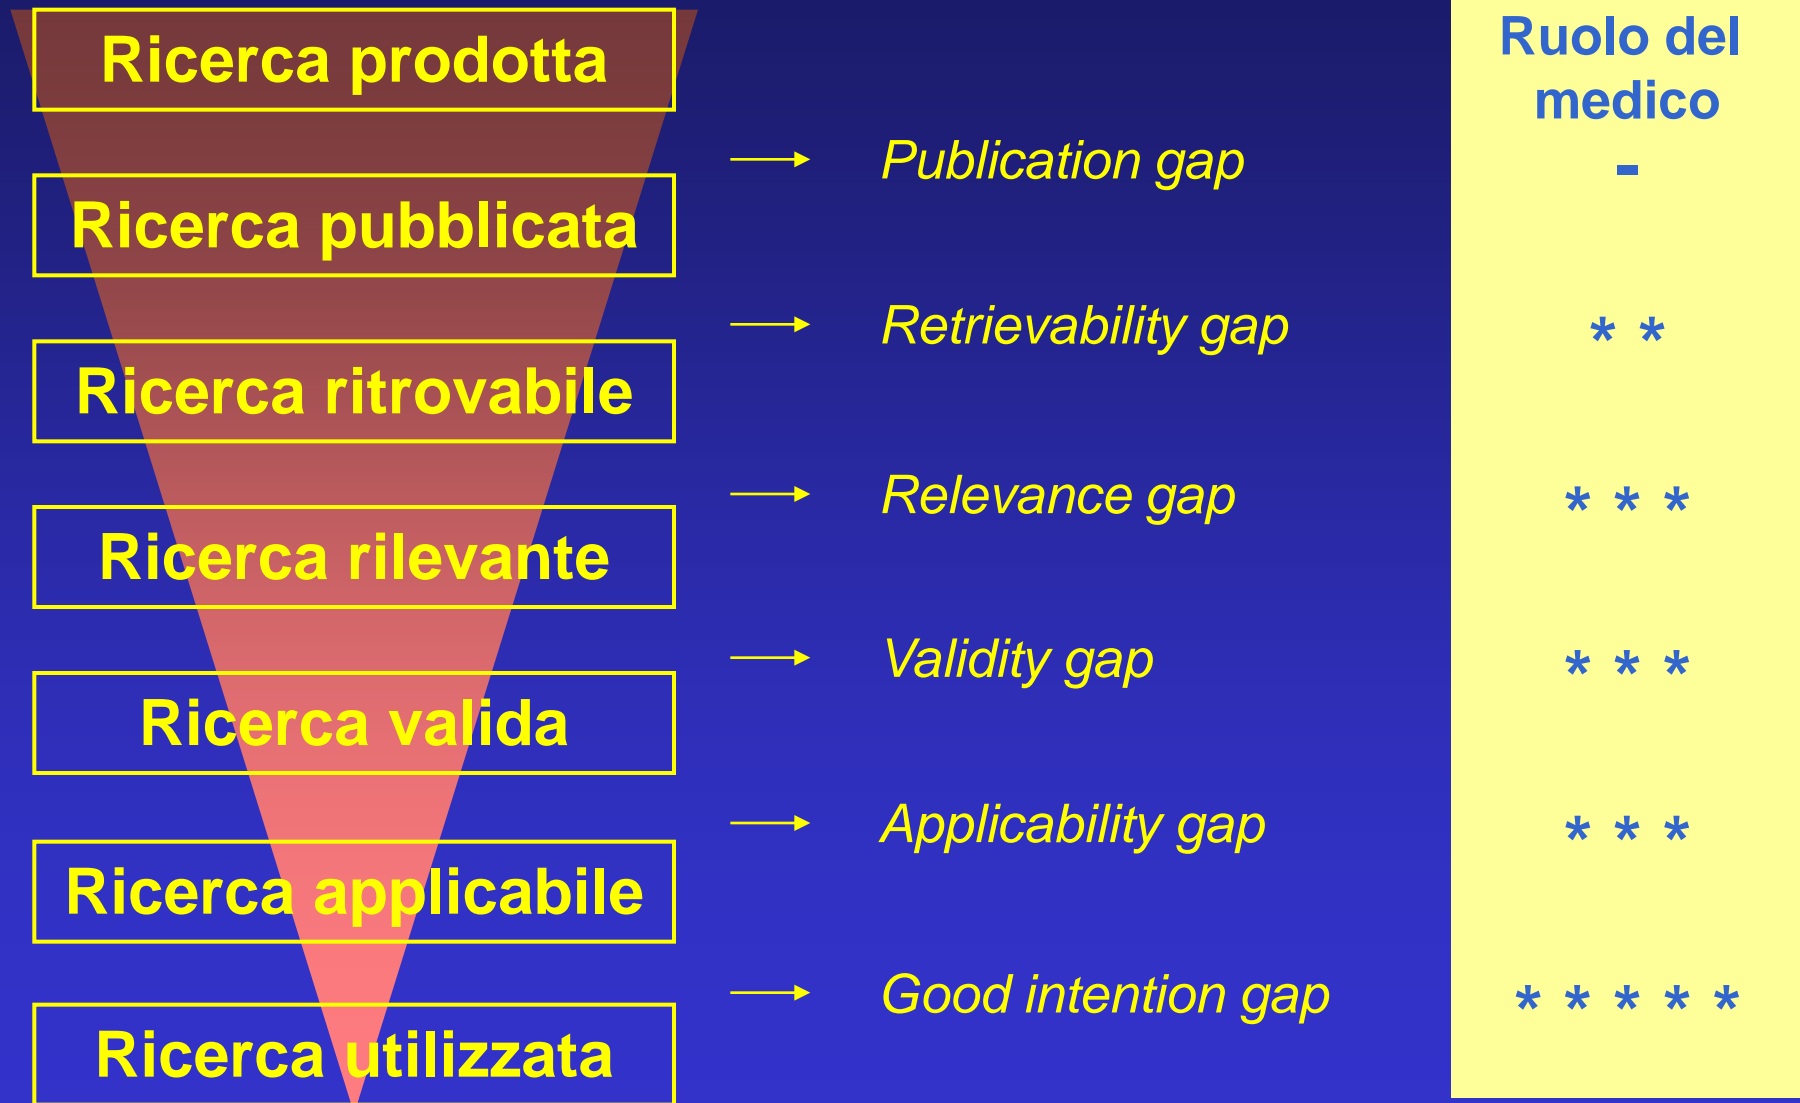 Ricerca prodotta
Ruolo del
medico
Publication gap
-
Ricerca pubblicata
Retrievability gap
* *
Ricerca ritrovabile
Relevance gap
* * *
Ricerca rilevante
Validity gap
* * *
Ricerca valida
Applicability gap
* * *
Ricerca applicabile
Good intention gap
* * * * *
Ricerca utilizzata